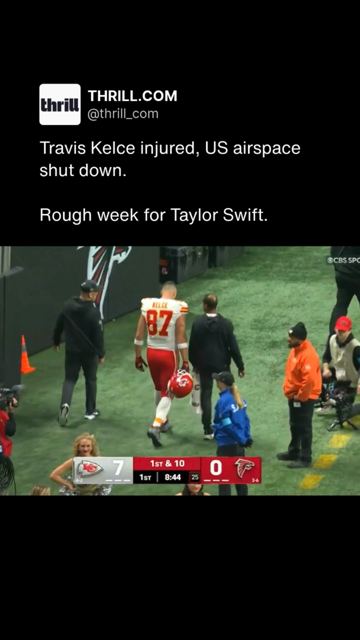 thrill
THRILL.COM
@thrill_com
Travis Kelce injured, US airspace
shut down.
Rough week for Taylor Swift.
CBS SPO
KELCE
87
7
1ST & 10
0
1ST
8:44
25